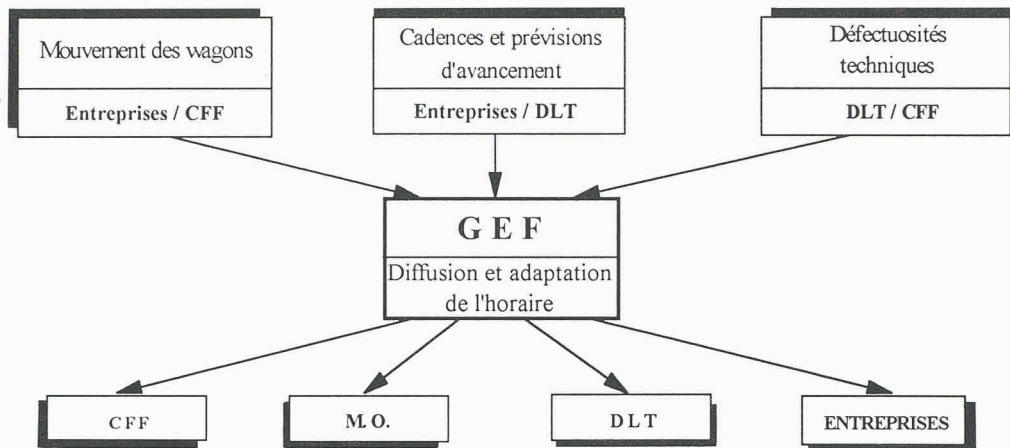 Mouvement des wagons
Entreprises / CFF
Cadences et prévisions
d'avancement
Entreprises / DLT
Défectuosités
techniques
DLT / CFF
G E F
Diffusion et adaptation
de l'horaire
CFF
M. O.
D L T
ENTREPRISES